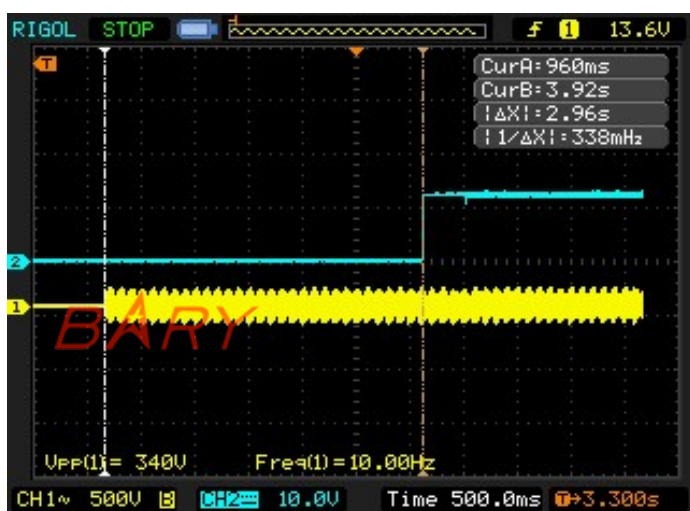 RIGOL STOP f 1 13.6V
T
CurA=960ms
CurB=3.92s
|ΔX|=2.96s
|1/ΔX|=338mHz
2
1
BARY
Vpp(1)= 340V Freq(1)=10.00Hz
CH1~ 500V B CH2 10.0V Time 500.0ms T→3.300s